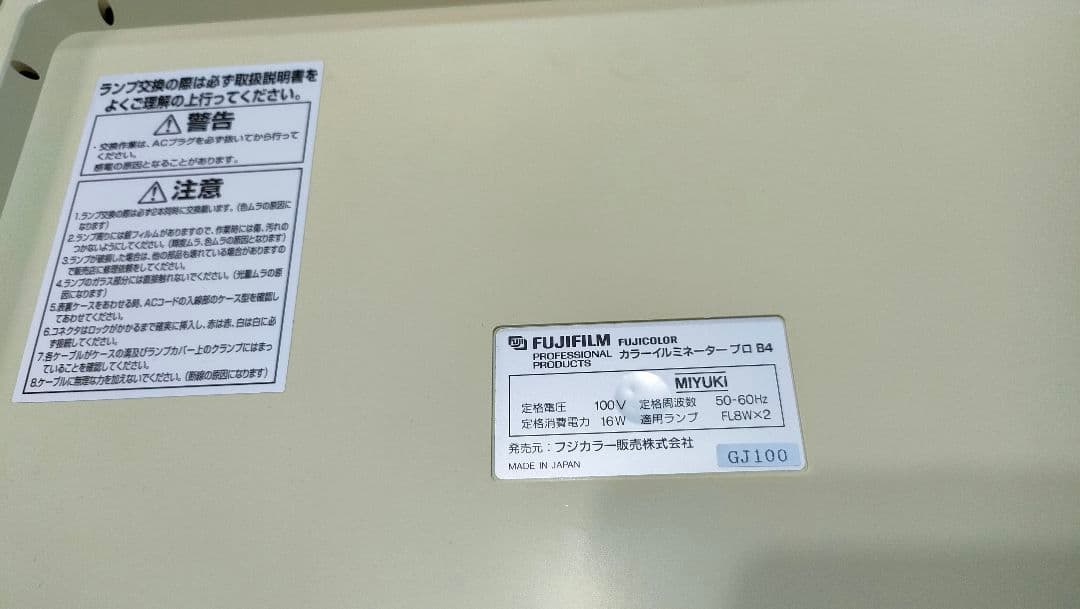 ランプ交換の際は必ず取扱説明書を
よくご理解の上行ってください。
警告
・交換作業は、ACプラグを必ず抜いてから行って
ください。
感電の原因となることがあります。
注意
1.ランプ交換の際は必ず2本同時に交換願います。(色ムラの原因に
なります)
2.ランプ周りには銀フィルムがありますので、作業時には傷、汚れの
つかないようにしてください。(輝度ムラ、色ムラの原因となります)
3.ランプが破損した場合は、他の部品も壊れている場合がありますの
で販売店に修理依頼をしてください。
4.ランプのガラス部分には直接触れないでください。(光量ムラの原
因になります)
5.表裏ケースをあわせる時、ACコードの入線部のケース型を確認し
てあわせてください。
6.コネクタはロックがかかるまで確実に挿入し、赤は赤、白は白に必
ず接続してください。
7.各ケーブルがケースの溝及びランプカバー上のクランプにはまっ
ていることを確認してください。
8.ケーブルに無理な力を加えないでください。(断線の原因になります)
FUJIFILM FUJICOLOR
PROFESSIONAL カラーイルミネーター プロ B4
PRODUCTS
MIYUKi
定格電圧 100V 定格周波数 50-60Hz
定格消費電力 16W 適用ランプ FL8W×2
発売元:フジカラー販売株式会社
MADE IN JAPAN
GJ100